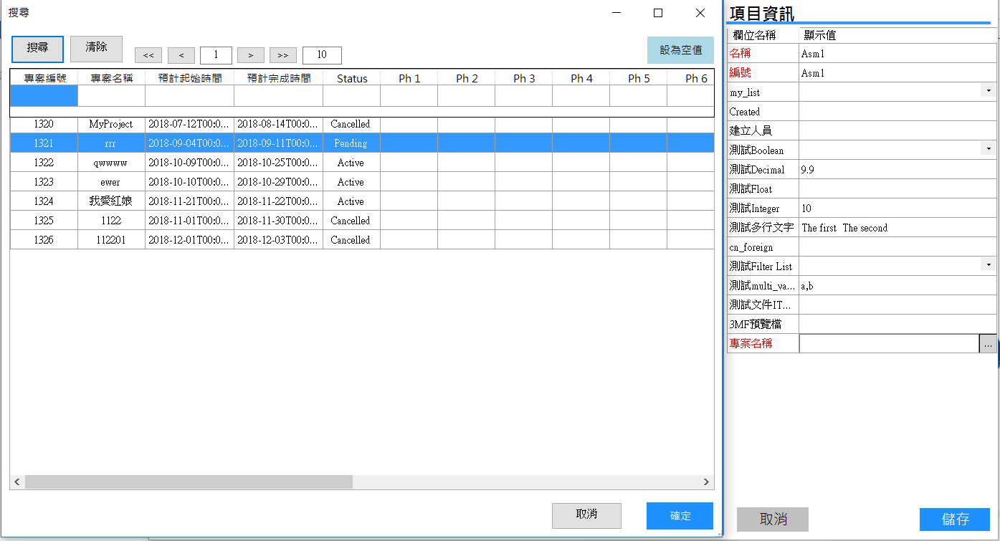 搜尋
搜尋 清除 << < 1 > >> 10 設為空值
專案編號 專案名稱 預計起始時間 預計完成時間 Status Ph 1 Ph 2 Ph 3 Ph 4 Ph 5 Ph 6
1320 MyProject 2018-07-12T00:0... 2018-08-14T00:0... Cancelled
1321 rrr 2018-09-04T00:0... 2018-09-11T00:0... Pending
1322 qwwww 2018-10-09T00:0... 2018-10-25T00:0... Active
1323 ewer 2018-10-10T00:0... 2018-10-29T00:0... Active
1324 我愛紅娘 2018-11-21T00:0... 2018-11-22T00:0... Active
1325 1122 2018-11-01T00:0... 2018-11-30T00:0... Cancelled
1326 112201 2018-12-01T00:0... 2018-12-03T00:0... Cancelled
取消 確定
項目資訊
欄位名稱 顯示值
名稱 Asm1
編號 Asm1
my_list
Created
建立人員
測試Boolean
測試Decimal 9.9
測試Float
測試Integer 10
測試多行文字 The first The second
cn_foreign
測試Filter List
測試multi_va... a,b
測試文件IT...
3MF預覽檔
專案名稱 ...
取消 儲存